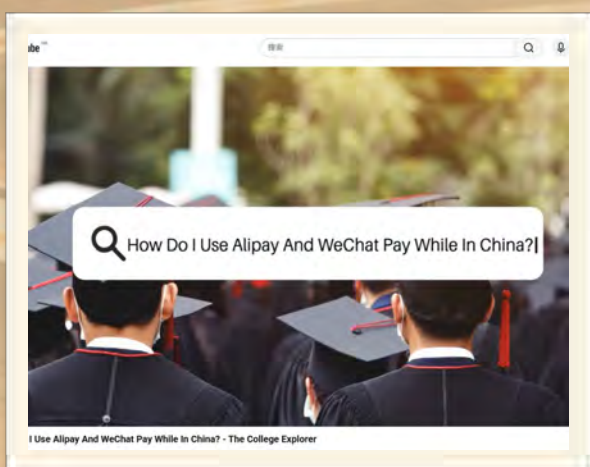 ube
搜索
How Do I Use Alipay And WeChat Pay While In China?
I Use Alipay And WeChat Pay While In China? - The College Explorer